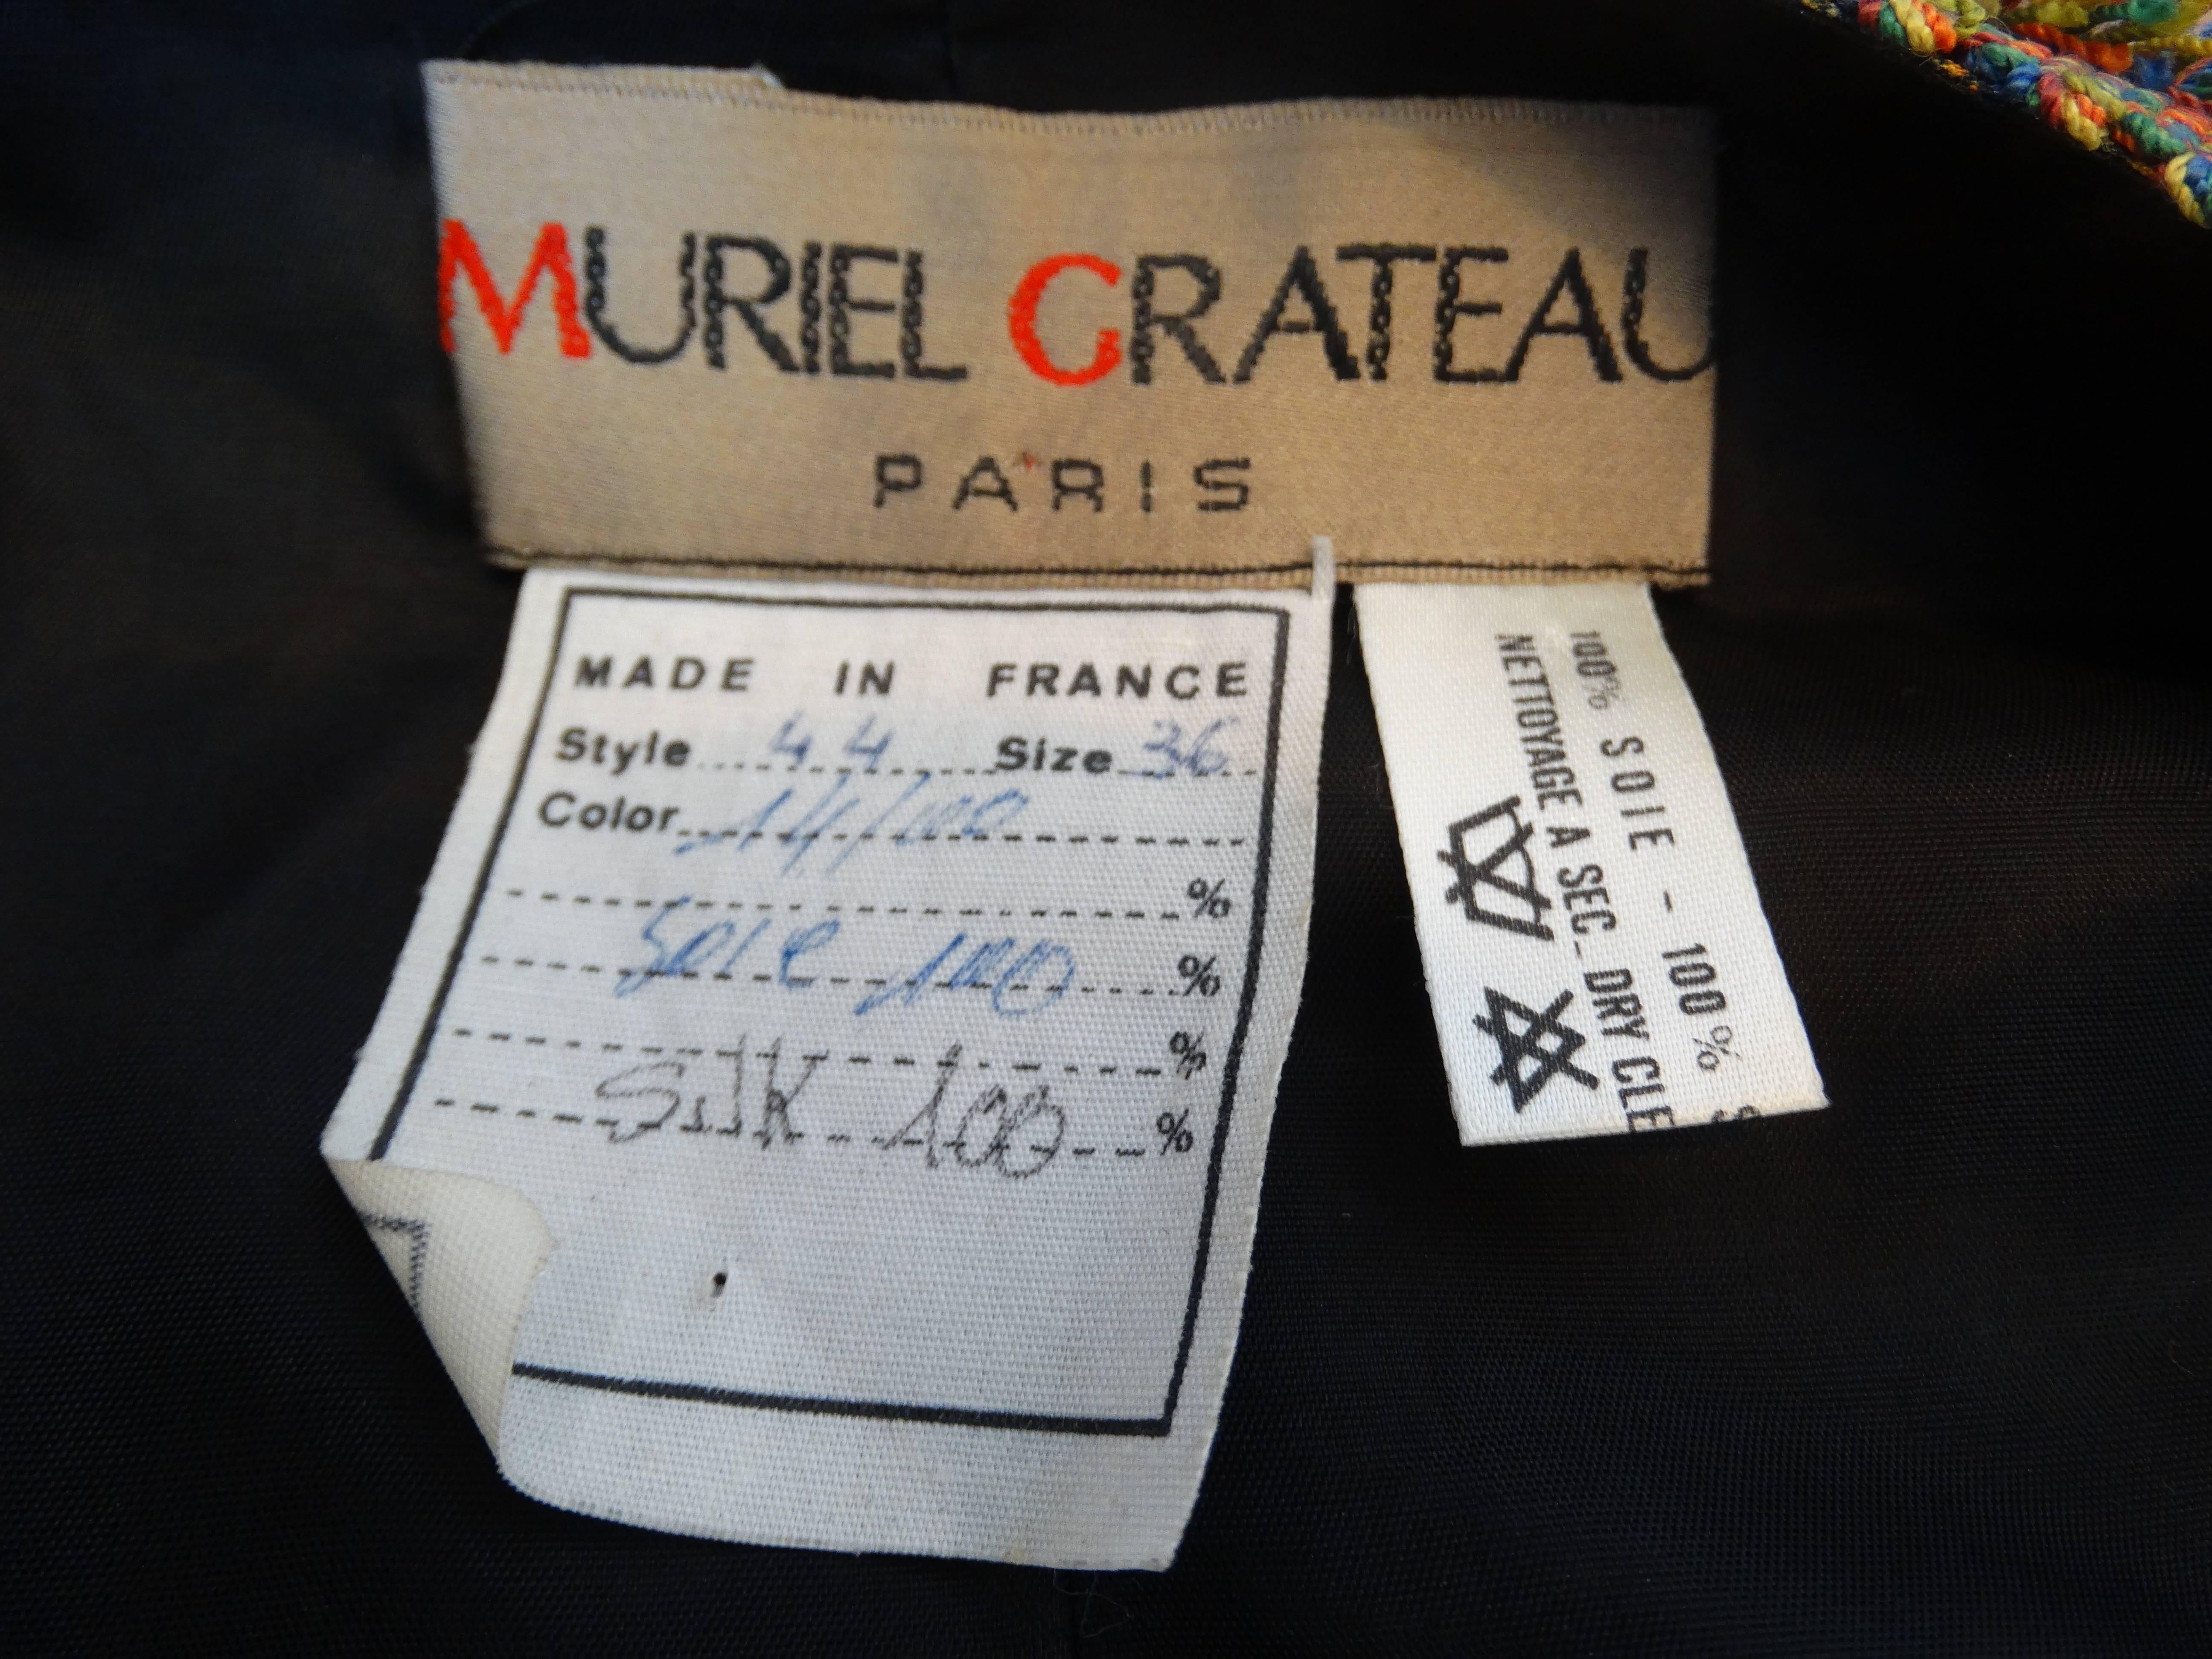 MURIEL GRATEAU
PARIS
MADE IN FRANCE
Style 44 Size 36
Color 14/100
%
Soie 100 %
%
Silk 100 %
100% SOIE - 100% S
NETTOYAGE A SEC_ DRY CLE